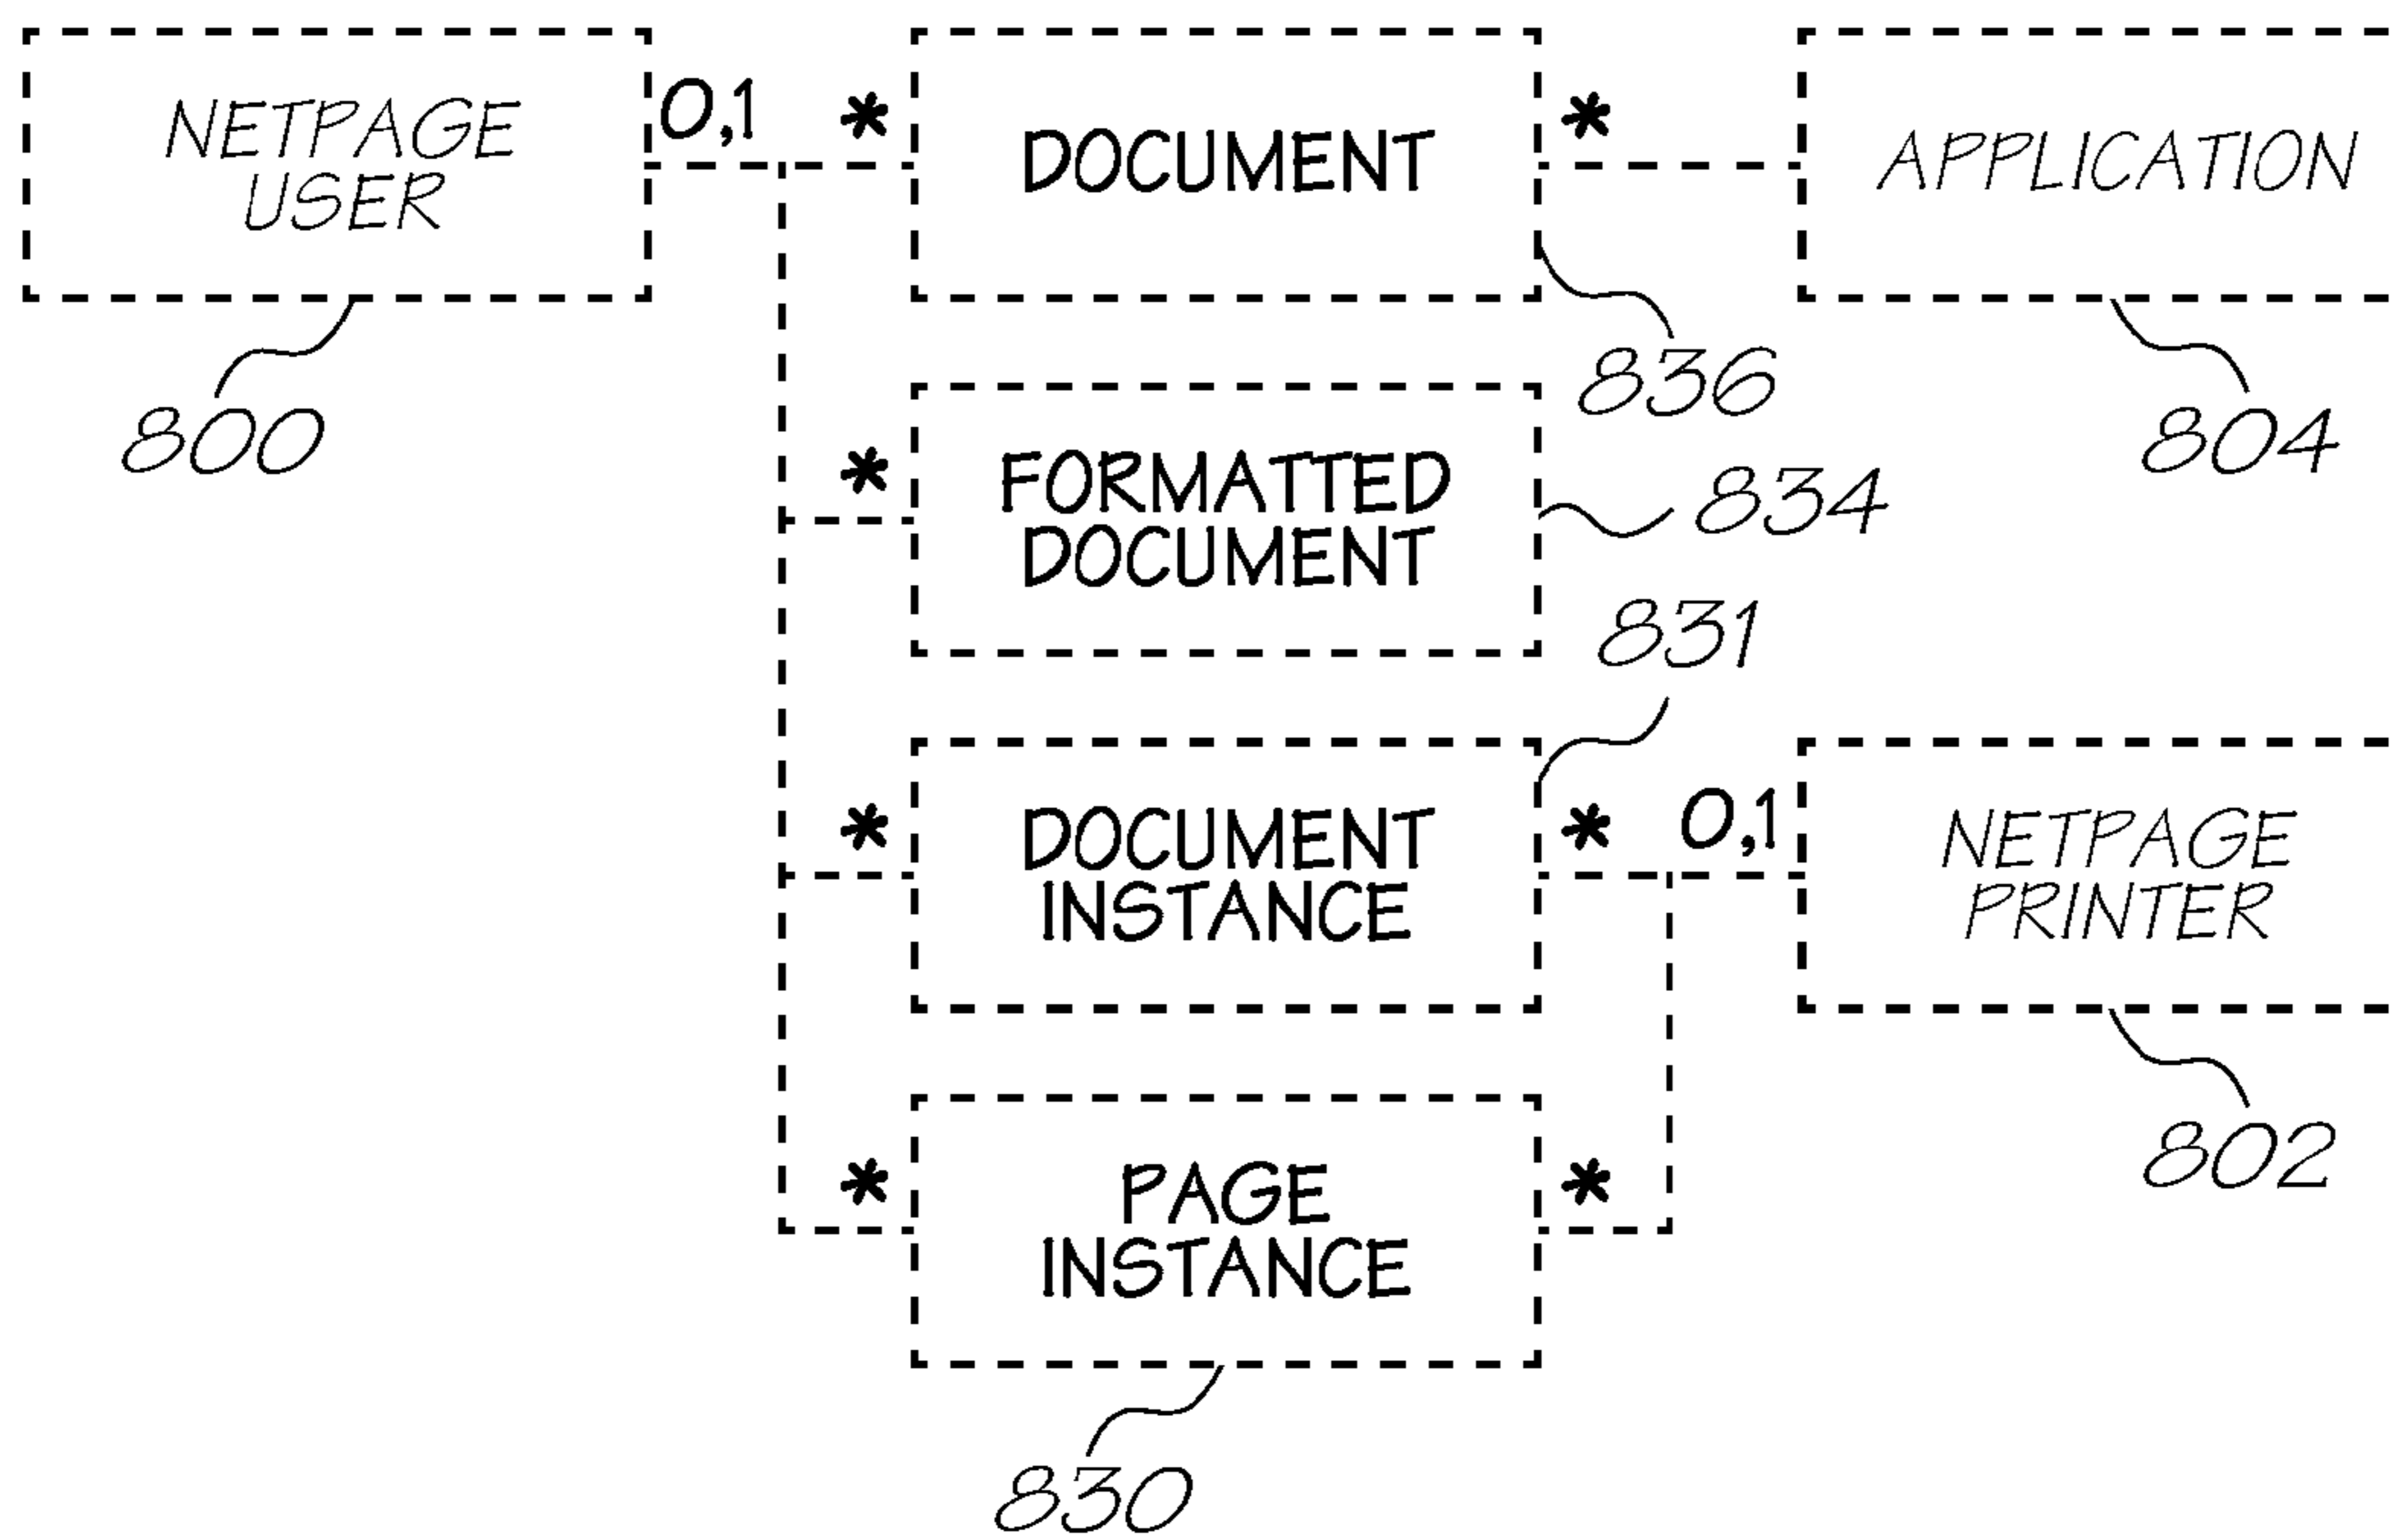 NETPAGE
USER
0,1
*
DOCUMENT
*
APPLICATION
800
836
804
*
FORMATTED
DOCUMENT
834
831
*
DOCUMENT
INSTANCE
*
0,1
NETPAGE
PRINTER
802
*
PAGE
INSTANCE
*
830